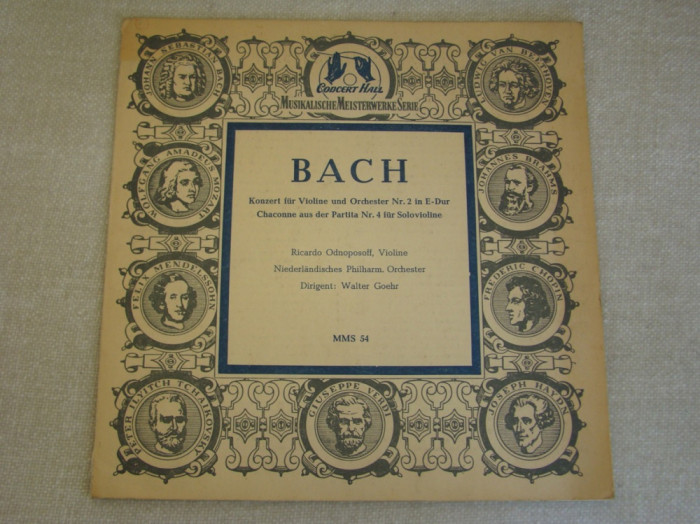 JOHANN SEBASTIAN BACH
CONCERT HALL
MUSIKALISCHE MEISTERWERKE SERIE
LUDWIG VAN BEETHOVEN
WOLFGANG AMADEUS MOZART
JOHANNES BRAHMS
BACH
Konzert für Violine und Orchester Nr. 2 in E-Dur
Chaconne aus der Partita Nr. 4 für Solovioline
Ricardo Odnoposoff, Violine
Niederländisches Philharm. Orchester
Dirigent: Walter Goehr
MMS 54
FELIX MENDELSSOHN
FREDERIC CHOPIN
PETER ILYITCH TCHAIKOVSKY
GIUSEPPE VERDI
JOSEPH HAYDN